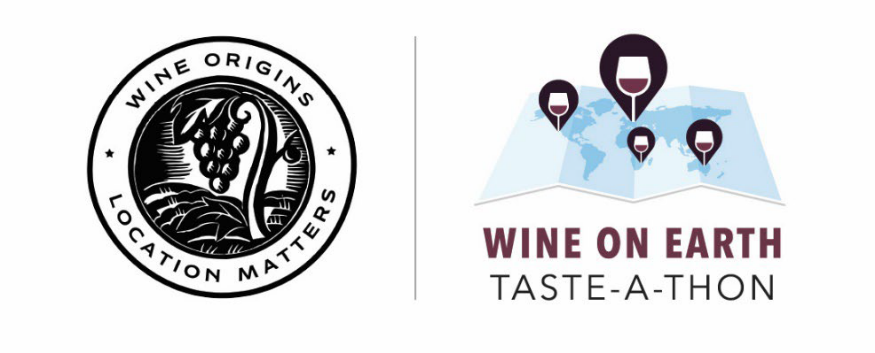 WINE ORIGINS
LOCATION MATTERS
WINE ON EARTH
TASTE-A-THON